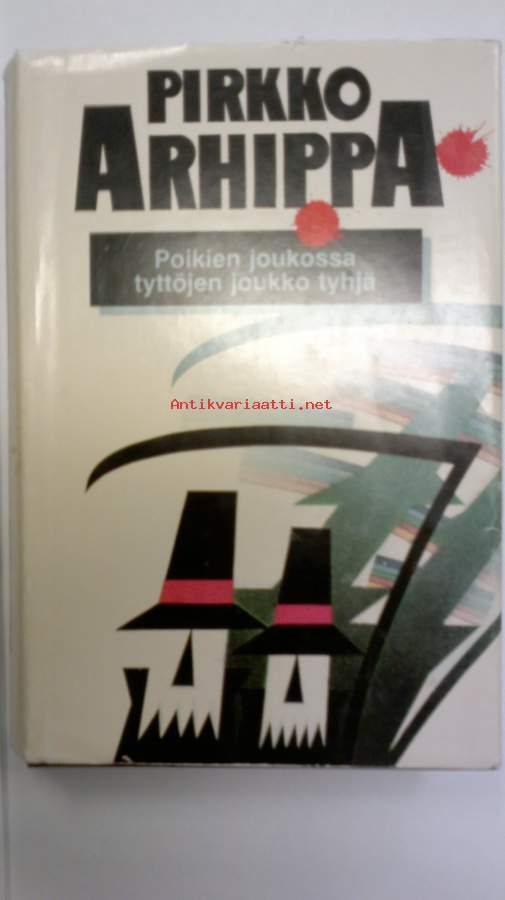 PIRKKO
ARHIPPA
Poikien joukossa
tyttöjen joukko tyhjä
Antikvariaatti.net